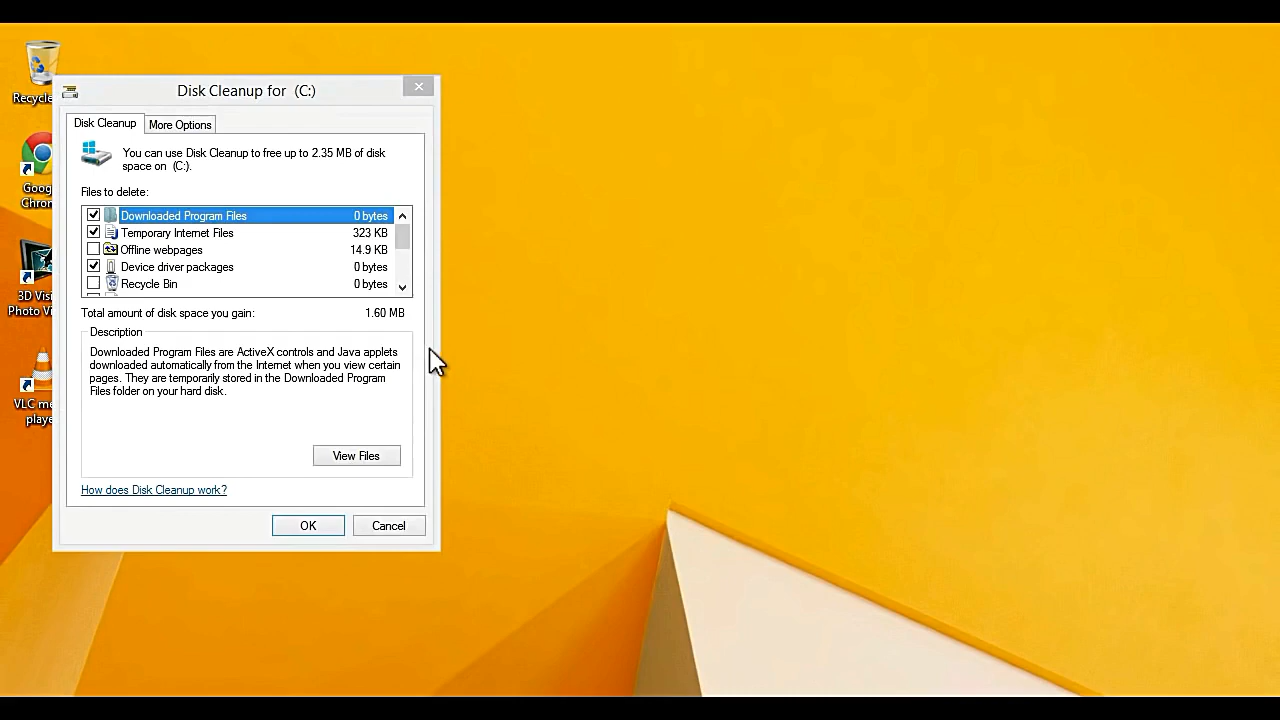 Recycle
Goog
Chron
3D Visi
Photo Vi
VLC me
playe
Disk Cleanup for (C:)
Disk Cleanup
More Options
You can use Disk Cleanup to free up to 2.35 MB of disk
space on (C:).
Files to delete:
Downloaded Program Files 0 bytes
Temporary Internet Files 323 KB
Offline webpages 14.9 KB
Device driver packages 0 bytes
Recycle Bin 0 bytes
Total amount of disk space you gain: 1.60 MB
Description
Downloaded Program Files are ActiveX controls and Java applets
downloaded automatically from the Internet when you view certain
pages. They are temporarily stored in the Downloaded Program
Files folder on your hard disk.
View Files
How does Disk Cleanup work?
OK
Cancel